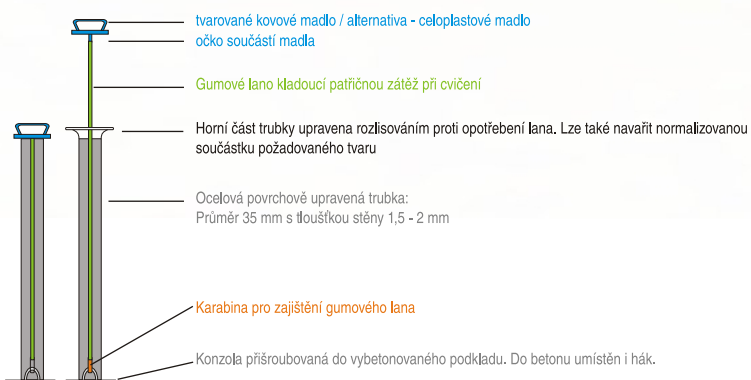 tvarované kovové madlo / alternativa - celoplastové madlo
očko součástí madla
Gumové lano kladoucí patřičnou zátěž při cvičení
Horní část trubky upravena rozlisováním proti opotřebení lana. Lze také navařit normalizovanou
součástku požadovaného tvaru
Ocelová povrchově upravená trubka:
Průměr 35 mm s tloušťkou stěny 1,5 - 2 mm
Karabina pro zajištění gumového lana
Konzola přišroubovaná do vybetonovaného podkladu. Do betonu umístěn i hák.